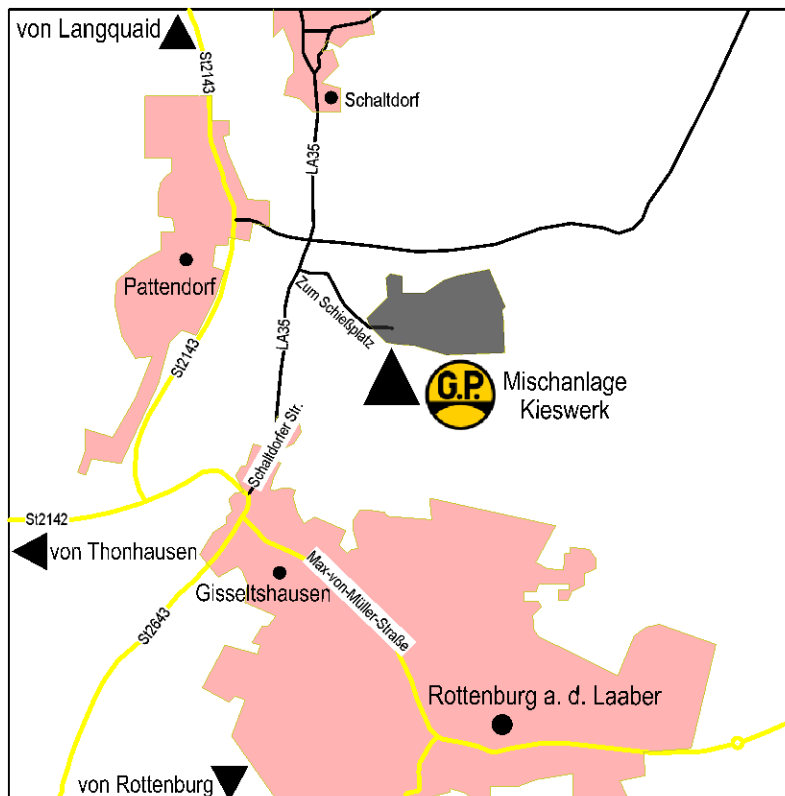 von Langquaid
St2143
Schaltdorf
LA35
Pattendorf
Zum Schießplatz
LA35
St2143
G.P.
Mischanlage
Kieswerk
Schaltdorfer Str.
St2142
von Thonhausen
Gisseltshausen
Max-von-Müller-Straße
St2643
Rottenburg a. d. Laaber
von Rottenburg